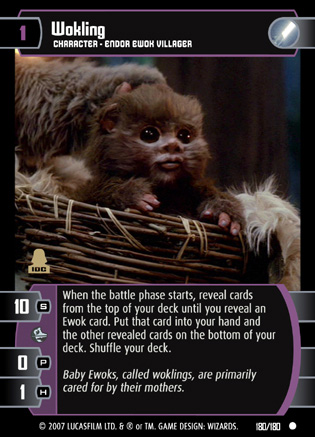 1
Wokling
CHARACTER • ENDOR EWOK VILLAGER
IDC
10 S
When the battle phase starts, reveal cards
from the top of your deck until you reveal an
Ewok card. Put that card into your hand and
the other revealed cards on the bottom of your
deck. Shuffle your deck.
0 P
1 H
Baby Ewoks, called woklings, are primarily
cared for by their mothers.
© 2007 LUCASFILM LTD. & ® or TM. GAME DESIGN: WIZARDS. 180/180